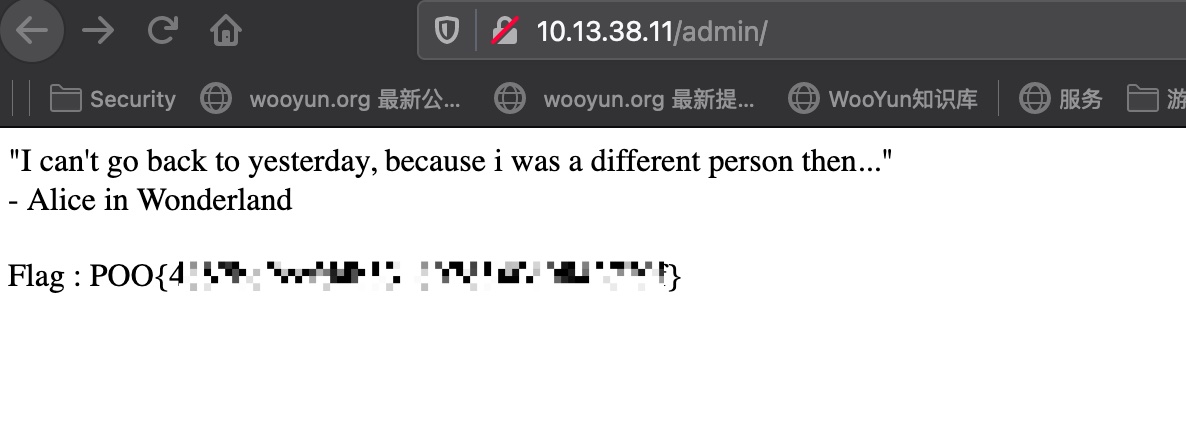 10.13.38.11/admin/
Security
wooyun.org 最新公...
wooyun.org 最新提...
WooYun知识库
服务
游
"I can't go back to yesterday, because i was a different person then..."
- Alice in Wonderland
Flag : POO{4 }